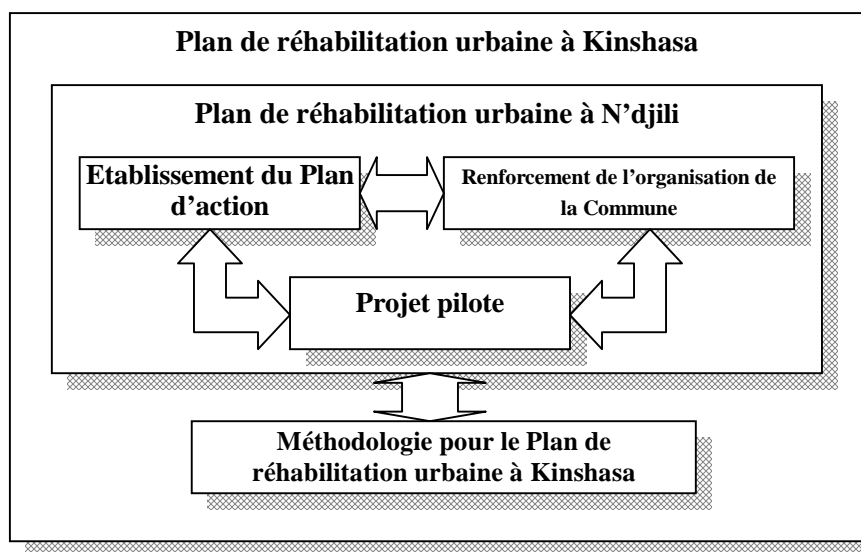 Plan de réhabilitation urbaine à Kinshasa
Plan de réhabilitation urbaine à N’djili
Etablissement du Plan
d’action
Renforcement de l’organisation de
la Commune
Projet pilote
Méthodologie pour le Plan de
réhabilitation urbaine à Kinshasa